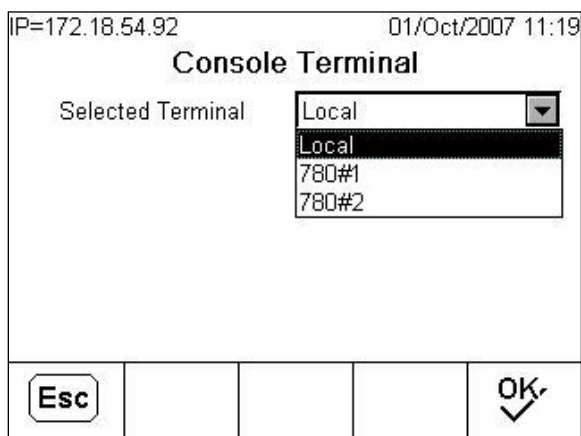 IP=172.18.54.92 01/Oct/2007 11:19
Console Terminal
Selected Terminal Local
Local
780#1
780#2
Esc OK